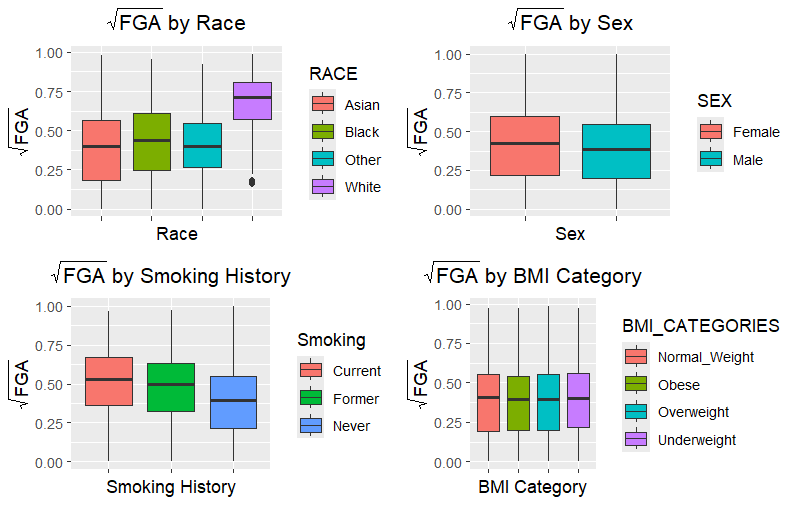 √FGA by Race
1.00
0.75
0.50
0.25
0.00
√FGA
Race
RACE
Asian
Black
Other
White
√FGA by Sex
1.00
0.75
0.50
0.25
0.00
√FGA
Sex
SEX
Female
Male
√FGA by Smoking History
1.00
0.75
0.50
0.25
0.00
√FGA
Smoking History
Smoking
Current
Former
Never
√FGA by BMI Category
1.00
0.75
0.50
0.25
0.00
√FGA
BMI Category
BMI_CATEGORIES
Normal_Weight
Obese
Overweight
Underweight